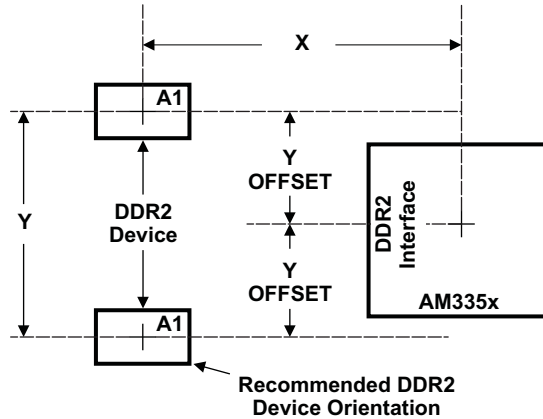 X
A1
Y
OFFSET
Y
DDR2
Device
DDR2
Interface
Y
OFFSET
AM335x
A1
Recommended DDR2
Device Orientation